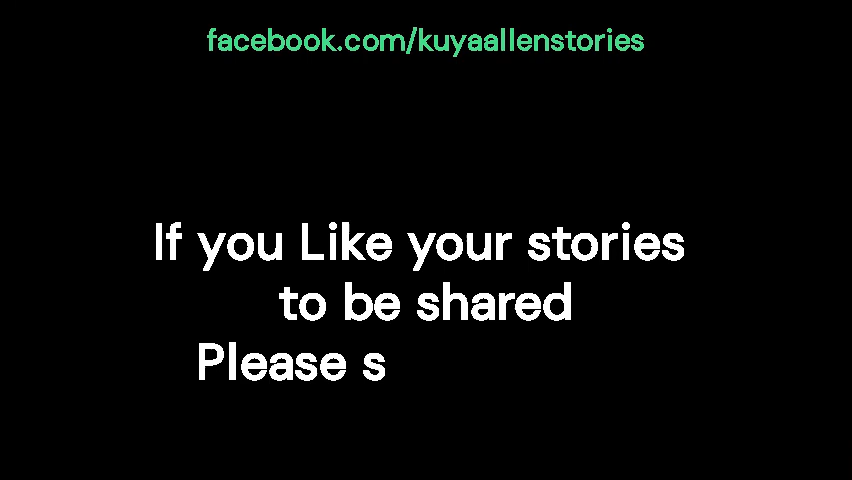 facebook.com/kuyaallenstories
If you Like your stories
to be shared
Please s